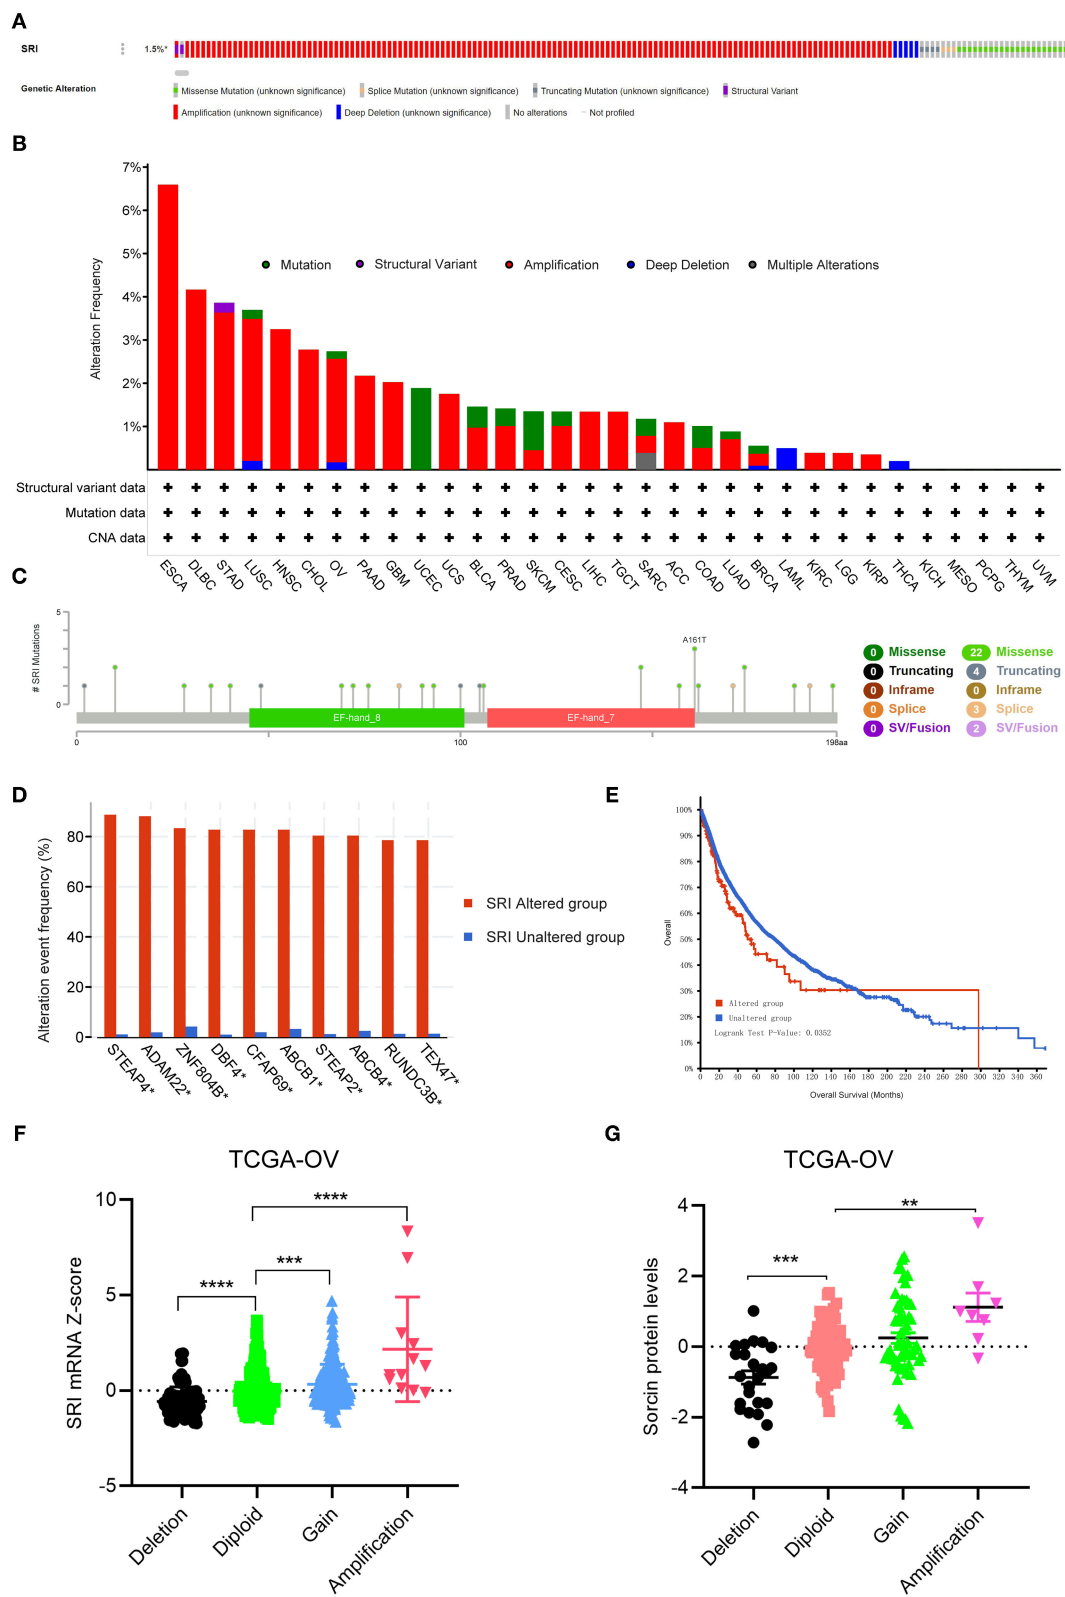 A
SRI
1.5%*
Genetic Alteration
Missense Mutation (unknown significance)
Splice Mutation (unknown significance)
Truncating Mutation (unknown significance)
Structural Variant
Amplification (unknown significance)
Deep Deletion (unknown significance)
No alterations
Not profiled
B
7%
6%
5%
4%
3%
2%
1%
Alteration Frequency
Mutation
Structural Variant
Amplification
Deep Deletion
Multiple Alterations
Structural variant data
Mutation data
CNA data
ESCA
DLBC
STAD
LUSC
HNSC
CHOL
OV
PAAD
GBM
UCEC
UCS
BLCA
PRAD
SKCM
CESC
LIHC
TGCT
SARC
ACC
COAD
LUAD
BRCA
LAML
KIRC
LGG
KIRP
THCA
KICH
MESO
PCPG
THYM
UVM
C
# SRI Mutations
5
0
A161T
EF-hand_8
EF-hand_7
0
100
198aa
0 Missense
22 Missense
0 Truncating
4 Truncating
0 Inframe
0 Inframe
0 Splice
3 Splice
0 SV/Fusion
2 SV/Fusion
D
Alteration event frequency (%)
80
60
40
20
0
STEAP4*
ADAM22*
ZNF804B*
DBF4*
CFAP69*
ABCB1*
STEAP2*
ABCB4*
RUNDC3B*
TEX47*
SRI Altered group
SRI Unaltered group
E
Overall
100%
90%
80%
70%
60%
50%
40%
30%
20%
10%
0%
Altered group
Unaltered group
Logrank Test P-Value: 0.0352
0 20 40 60 80 100 120 140 160 180 200 220 240 260 280 300 320 340 360
Overall Survival (Months)
F
TCGA-OV
SRI mRNA Z-score
10
5
0
-5
****
***
****
Deletion
Diploid
Gain
Amplification
G
TCGA-OV
Sorcin protein levels
4
2
0
-2
-4
**
***
Deletion
Diploid
Gain
Amplification